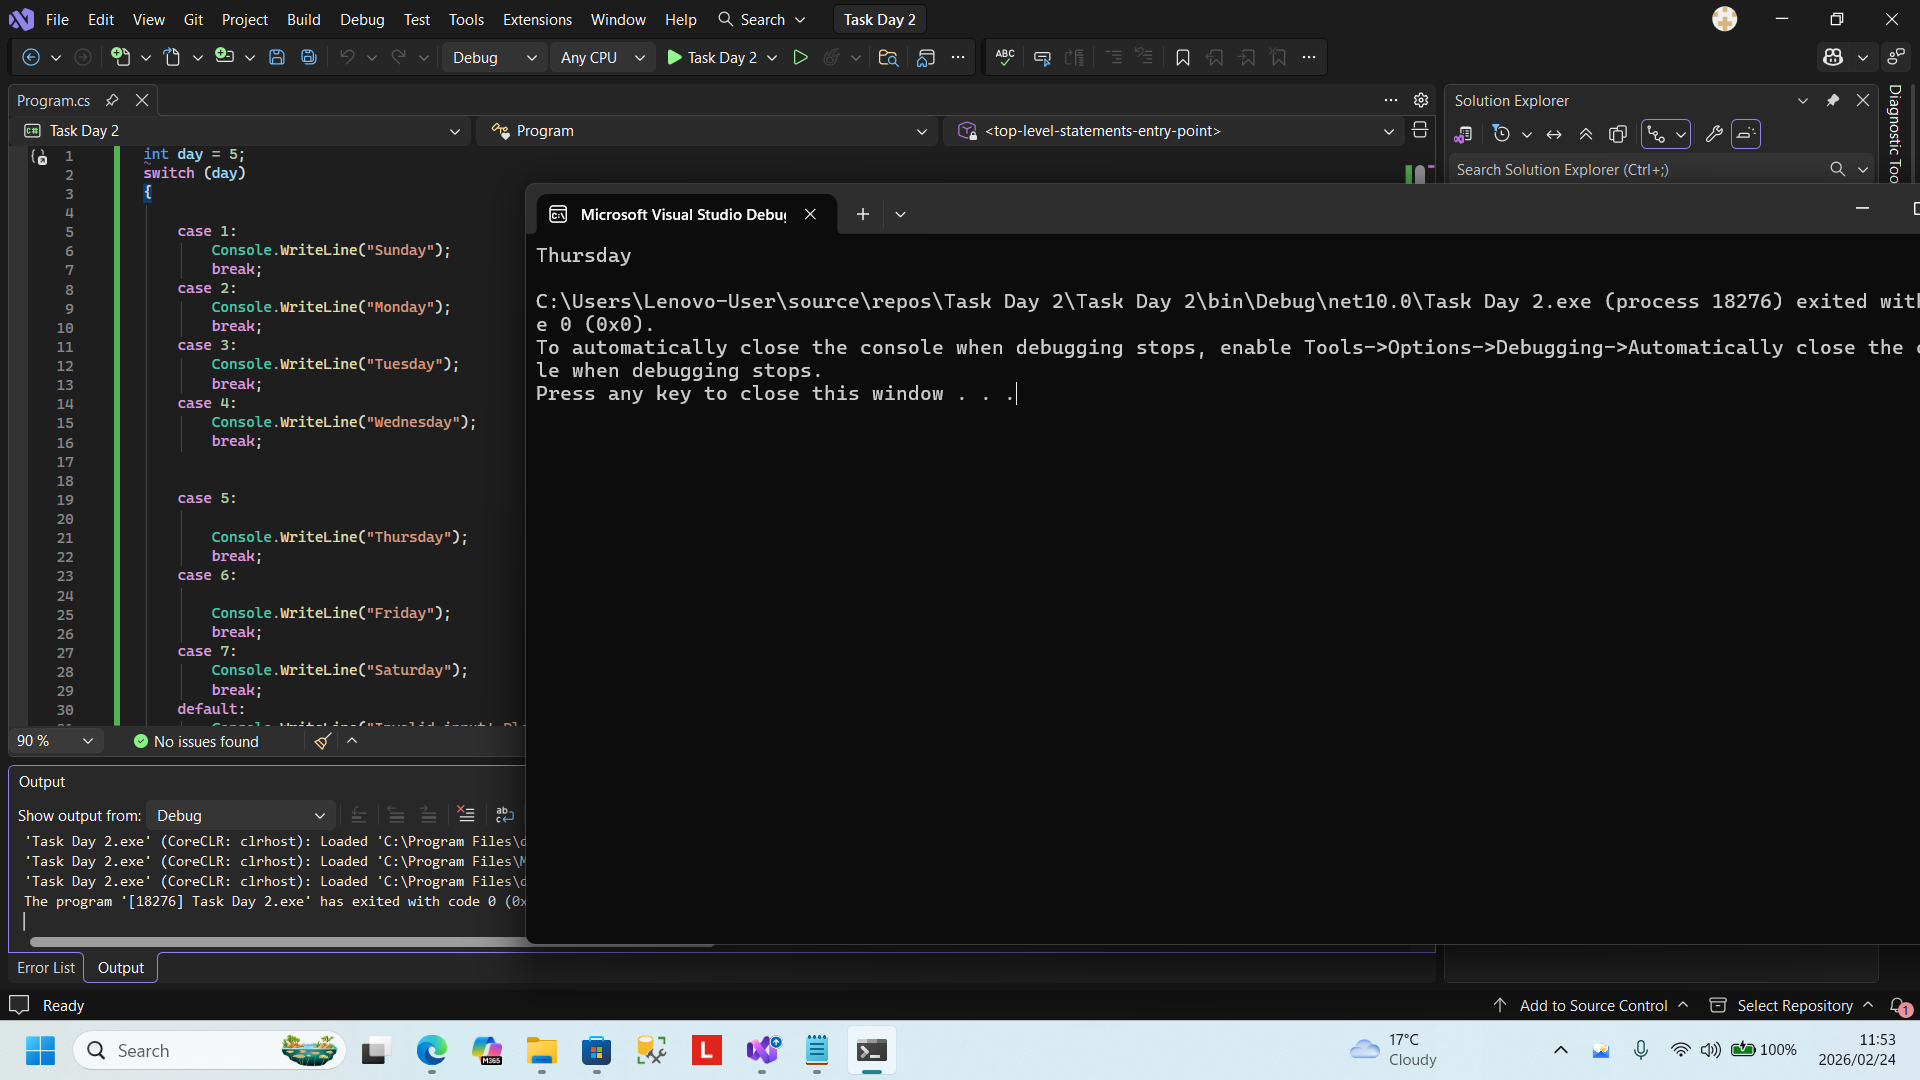 File Edit View Git Project Build Debug Test Tools Extensions Window Help Search Task Day 2
Debug Any CPU Task Day 2
Program.cs
Task Day 2 Program <top-level-statements-entry-point>
1 int day = 5;
2 switch (day)
3 {
4
5 case 1:
6 Console.WriteLine("Sunday");
7 break;
8 case 2:
9 Console.WriteLine("Monday");
10 break;
11 case 3:
12 Console.WriteLine("Tuesday");
13 break;
14 case 4:
15 Console.WriteLine("Wednesday");
16 break;
17
18
19 case 5:
20
21 Console.WriteLine("Thursday");
22 break;
23 case 6:
24
25 Console.WriteLine("Friday");
26 break;
27 case 7:
28 Console.WriteLine("Saturday");
29 break;
30 default:
90 % No issues found
Solution Explorer
Search Solution Explorer (Ctrl+;)
Diagnostic Too
Microsoft Visual Studio Debu
Thursday
C:\Users\Lenovo-User\source\repos\Task Day 2\Task Day 2\bin\Debug\net10.0\Task Day 2.exe (process 18276) exited wit
e 0 (0x0).
To automatically close the console when debugging stops, enable Tools->Options->Debugging->Automatically close the
le when debugging stops.
Press any key to close this window . . .
Output
Show output from: Debug
'Task Day 2.exe' (CoreCLR: clrhost): Loaded 'C:\Program Files\
'Task Day 2.exe' (CoreCLR: clrhost): Loaded 'C:\Program Files\
'Task Day 2.exe' (CoreCLR: clrhost): Loaded 'C:\Program Files\
The program '[18276] Task Day 2.exe' has exited with code 0 (0x
Error List Output
Ready Add to Source Control Select Repository 1
Search M365 L 17°C
Cloudy
100%
11:53
2026/02/24